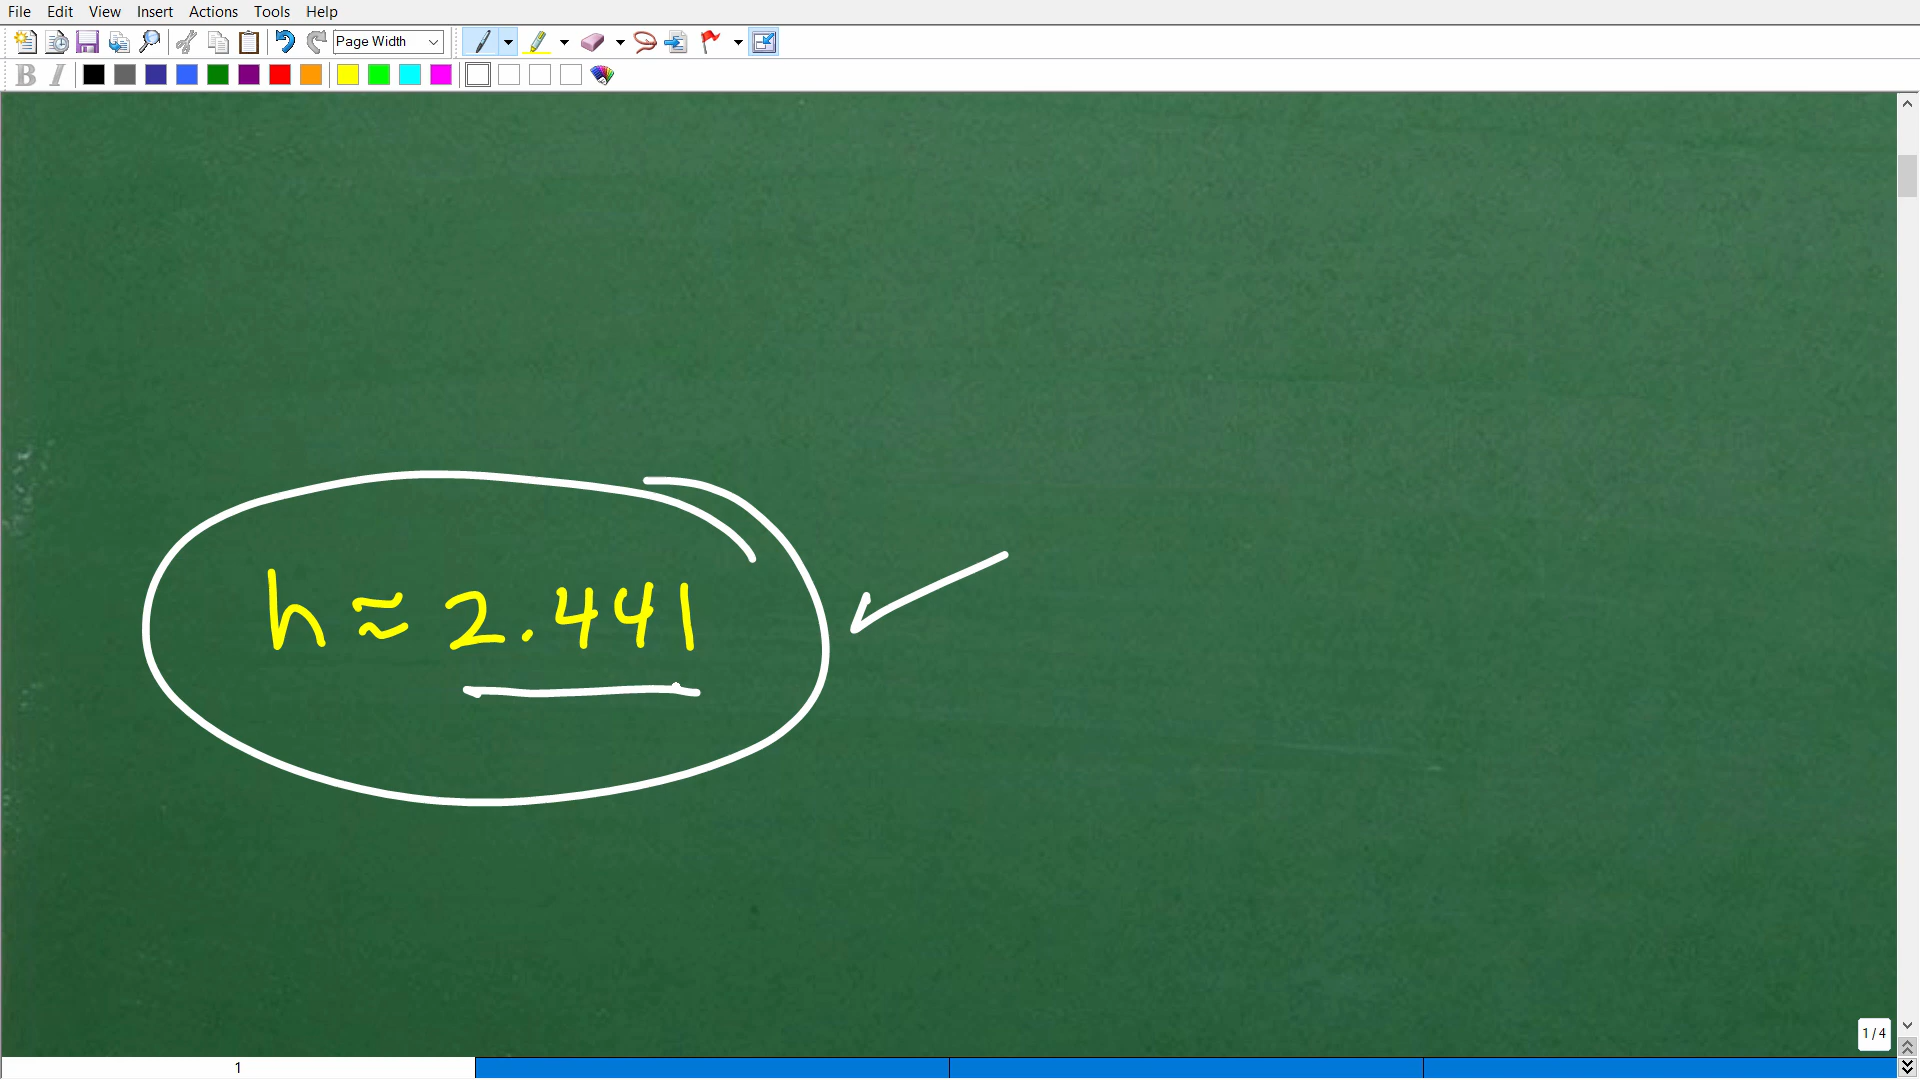 File Edit View Insert Actions Tools Help
Page Width
B I
h ≈ 2.441
1 / 4
1